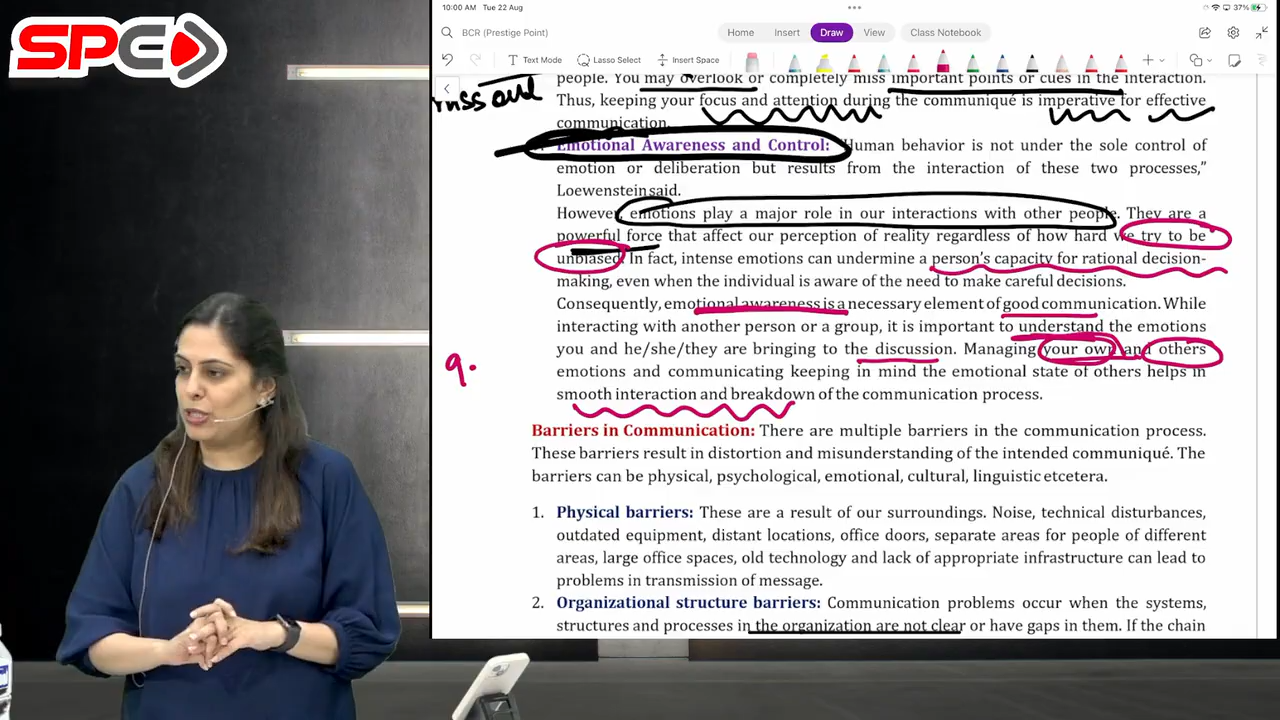 SPC
10:00 AM Tue 22 Aug
37%
BCR (Prestige Point)
Home Insert Draw View Class Notebook
Text Mode Lasso Select Insert Space
people. You may overlook or completely miss important points or cues in the interaction.
miss out
Thus, keeping your focus and attention during the communiqué is imperative for effective
communication.
Emotional Awareness and Control: "Human behavior is not under the sole control of
emotion or deliberation but results from the interaction of these two processes,"
Loewenstein said.
However, emotions play a major role in our interactions with other people. They are a
powerful force that affect our perception of reality regardless of how hard we try to be
unbiased. In fact, intense emotions can undermine a person's capacity for rational decision-
making, even when the individual is aware of the need to make careful decisions.
Consequently, emotional awareness is a necessary element of good communication. While
interacting with another person or a group, it is important to understand the emotions
you and he/she/they are bringing to the discussion. Managing your own and others
9.
emotions and communicating keeping in mind the emotional state of others helps in
smooth interaction and breakdown of the communication process.
Barriers in Communication: There are multiple barriers in the communication process.
These barriers result in distortion and misunderstanding of the intended communiqué. The
barriers can be physical, psychological, emotional, cultural, linguistic etcetera.
1. Physical barriers: These are a result of our surroundings. Noise, technical disturbances,
outdated equipment, distant locations, office doors, separate areas for people of different
areas, large office spaces, old technology and lack of appropriate infrastructure can lead to
problems in transmission of message.
2. Organizational structure barriers: Communication problems occur when the systems,
structures and processes in the organization are not clear or have gaps in them. If the chain